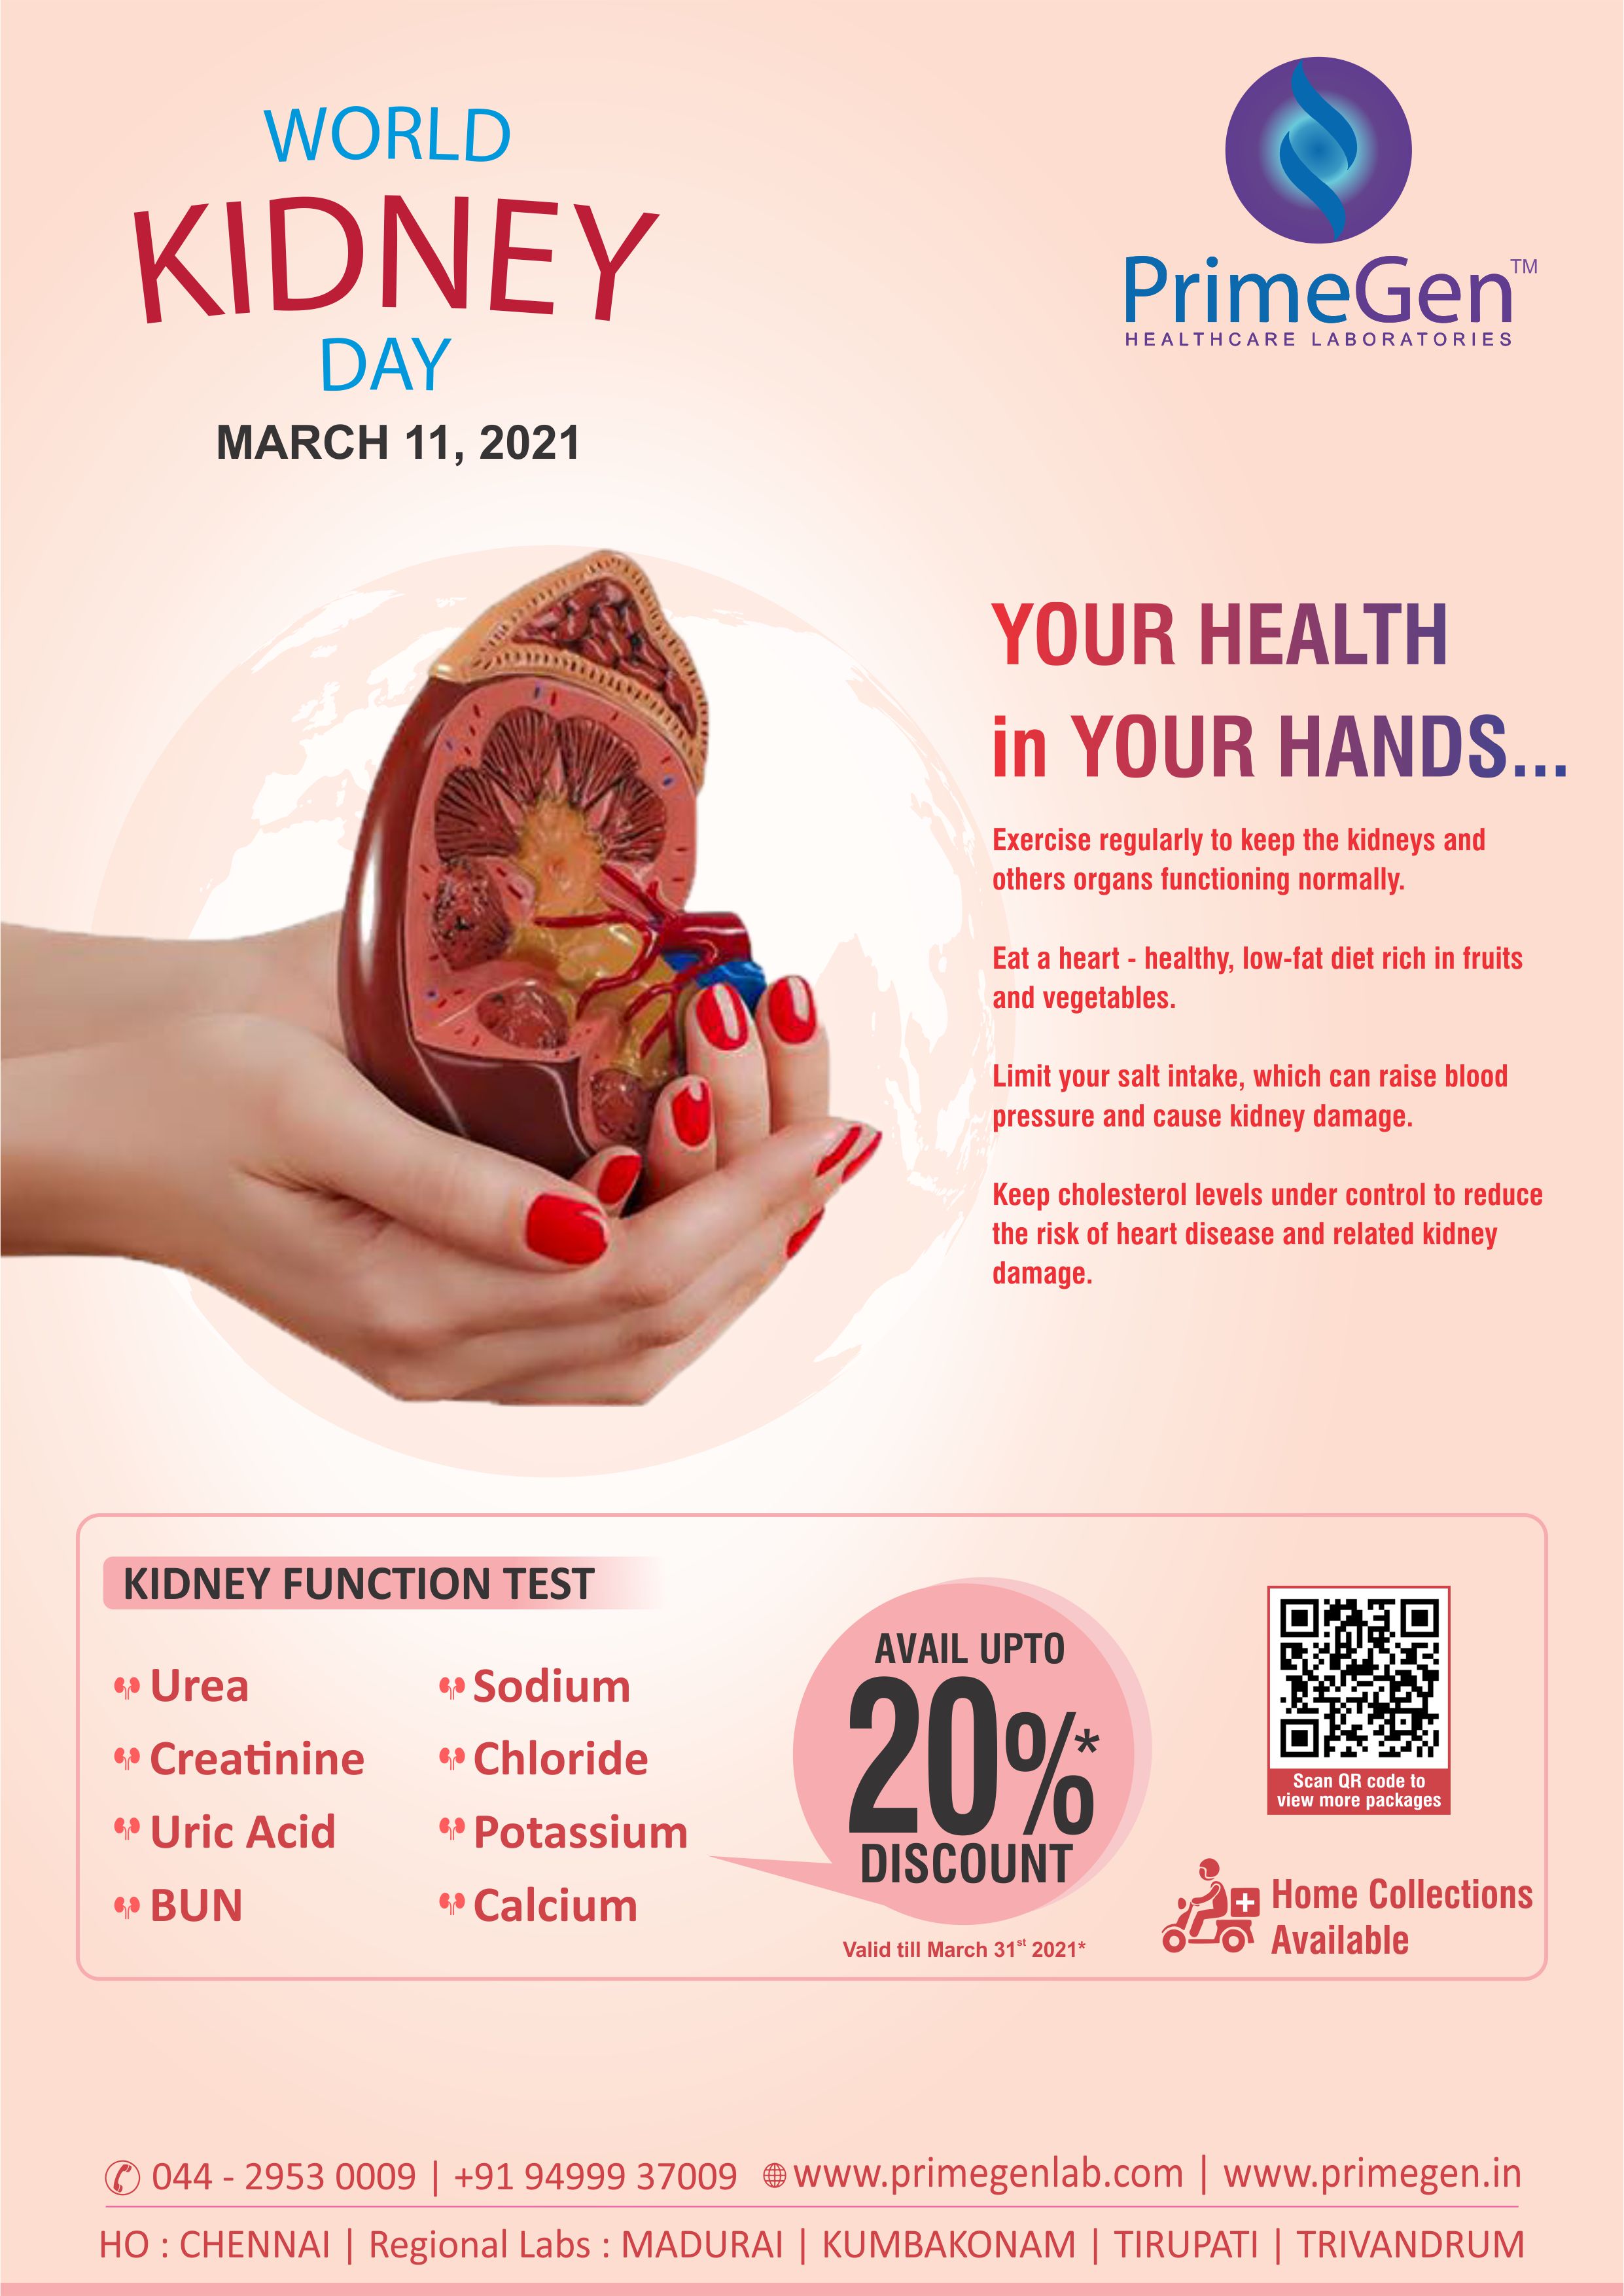 WORLD
KIDNEY
DAY
MARCH 11, 2021
PrimeGen™
HEALTHCARE LABORATORIES
YOUR HEALTH
in YOUR HANDS...
Exercise regularly to keep the kidneys and
others organs functioning normally.
Eat a heart - healthy, low-fat diet rich in fruits
and vegetables.
Limit your salt intake, which can raise blood
pressure and cause kidney damage.
Keep cholesterol levels under control to reduce
the risk of heart disease and related kidney
damage.
KIDNEY FUNCTION TEST
Urea
Creatinine
Uric Acid
BUN
Sodium
Chloride
Potassium
Calcium
AVAIL UPTO
20%*
DISCOUNT
Valid till March 31st 2021*
Scan QR code to
view more packages
Home Collections
Available
044 - 2953 0009 | +91 94999 37009 www.primegenlab.com | www.primegen.in
HO : CHENNAI | Regional Labs : MADURAI | KUMBAKONAM | TIRUPATI | TRIVANDRUM